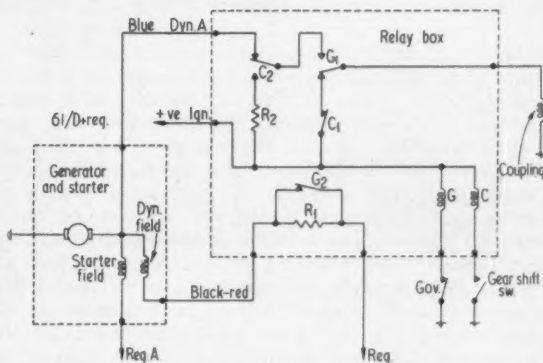 Blue Dyn. A
Relay box
C2
G1
61/D+reg.
+ve Ign.
R2
C1
Coupling
Generator
and starter
Dyn.
field
G2
R1
G
C
Starter
field
Black-red
Gov.
Gear shift
sw.
Reg. A.
Reg.